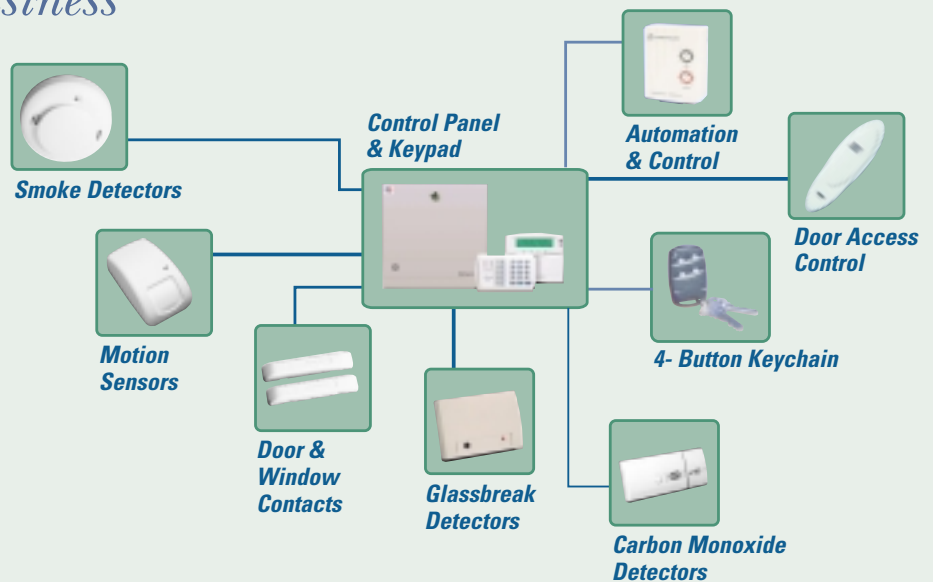 Control Panel
& Keypad
Smoke Detectors
Automation
& Control
Door Access
Control
Motion
Sensors
4- Button Keychain
Door &
Window
Contacts
Glassbreak
Detectors
Carbon Monoxide
Detectors